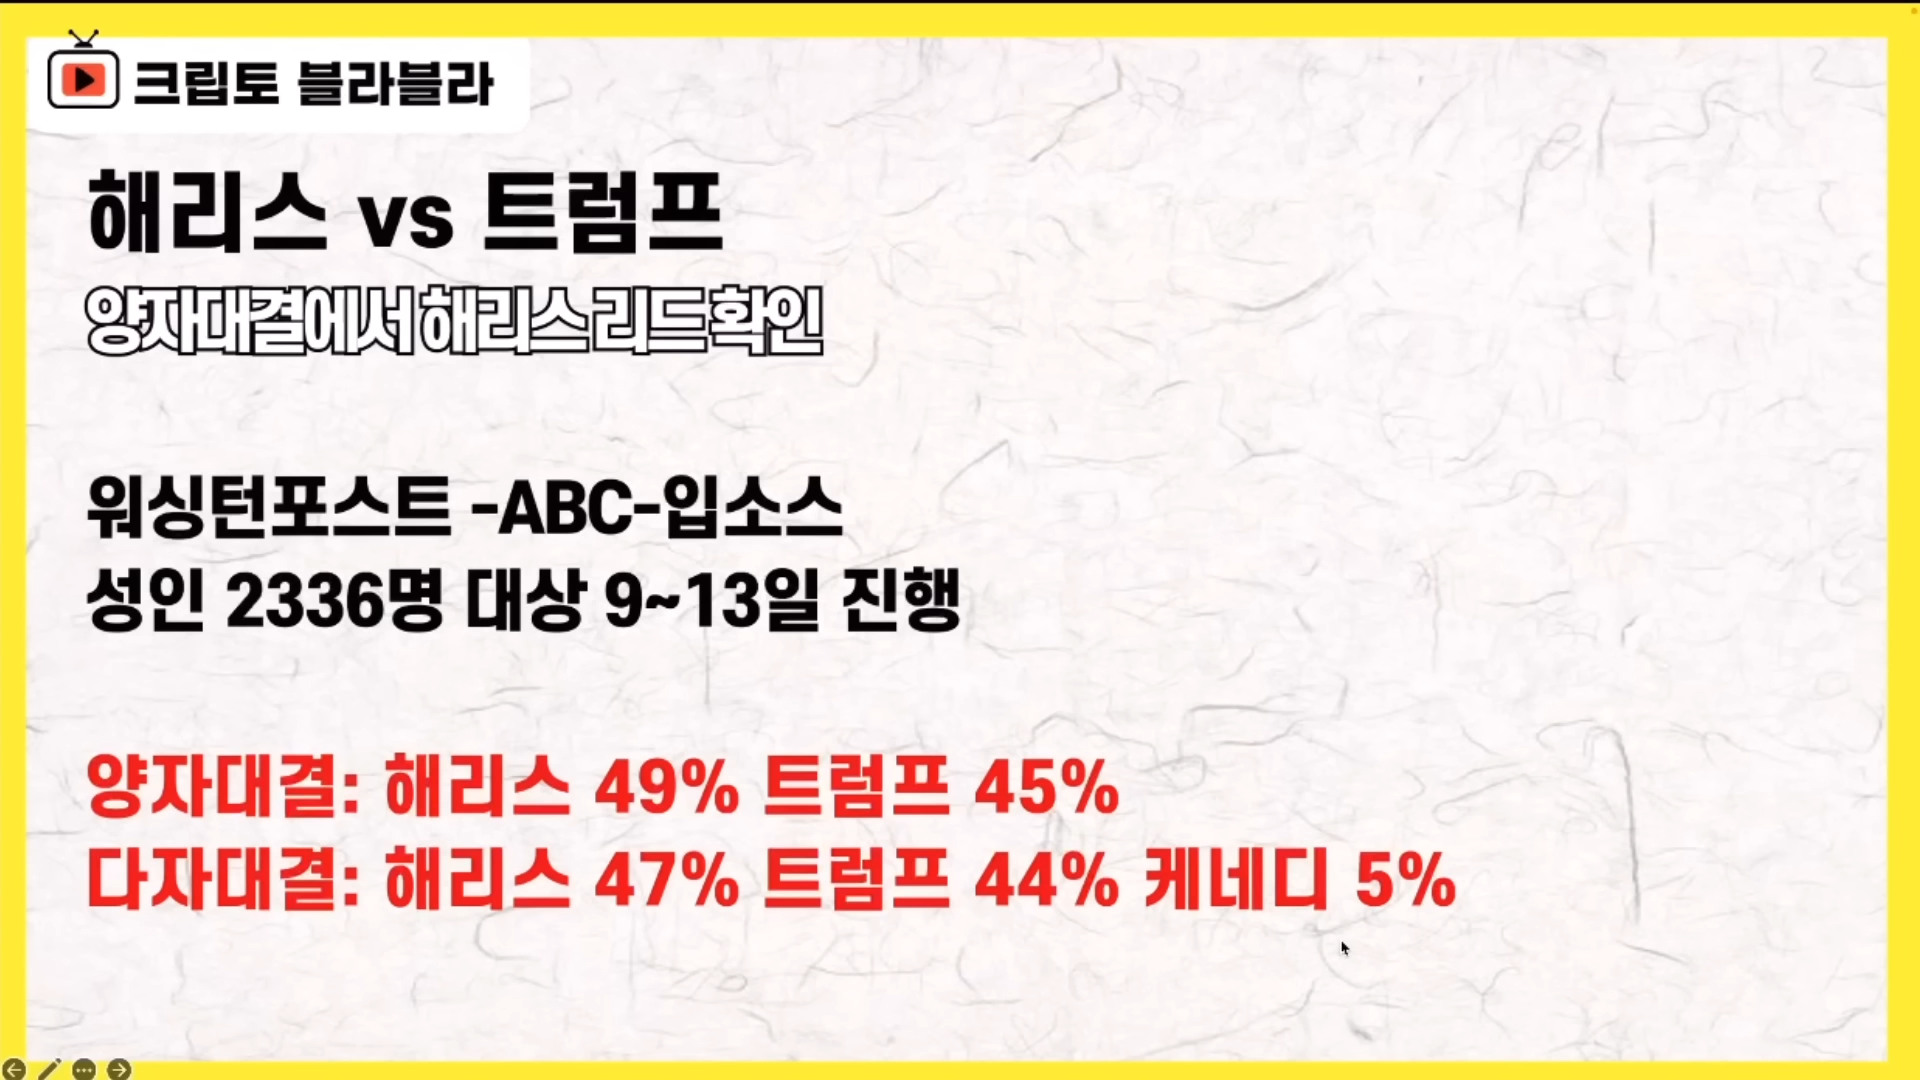 크립토 블라블라
해리스 vs 트럼프
양자대결에서 해리스 리드 확인
워싱턴포스트 -ABC-입소스
성인 2336명 대상 9~13일 진행
양자대결: 해리스 49% 트럼프 45%
다자대결: 해리스 47% 트럼프 44% 케네디 5%